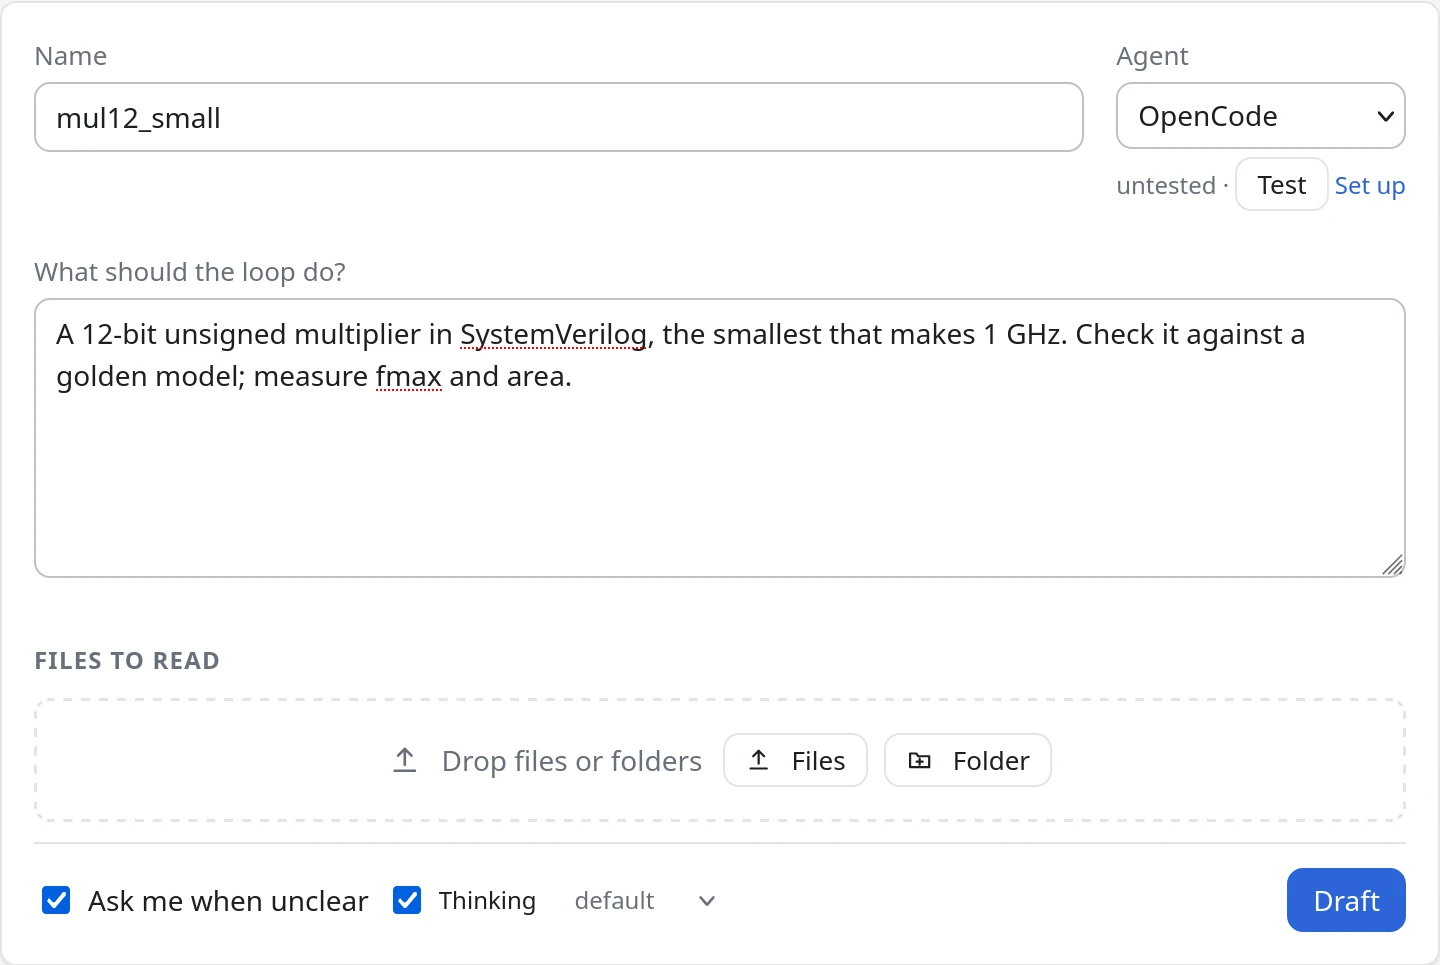 Name
Agent
mul12_small
OpenCode
untested · Test Set up
What should the loop do?
A 12-bit unsigned multiplier in SystemVerilog, the smallest that makes 1 GHz. Check it against a
golden model; measure fmax and area.
FILES TO READ
Drop files or folders Files Folder
Ask me when unclear Thinking default Draft